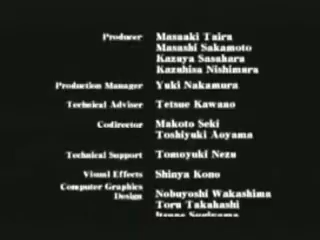 Producer Masaaki Taira
Masashi Sakamoto
Kazuya Sasahara
Kazuhisa Nishimura
Production Manager Yuki Nakamura
Technical Adviser Tetsue Kawano
Codirector Makoto Seki
Toshiyuki Aoyama
Technical Support Tomoyuki Nezu
Visual Effects Shinya Kono
Computer Graphics
Design Nobuyoshi Wakashima
Toru Takahashi